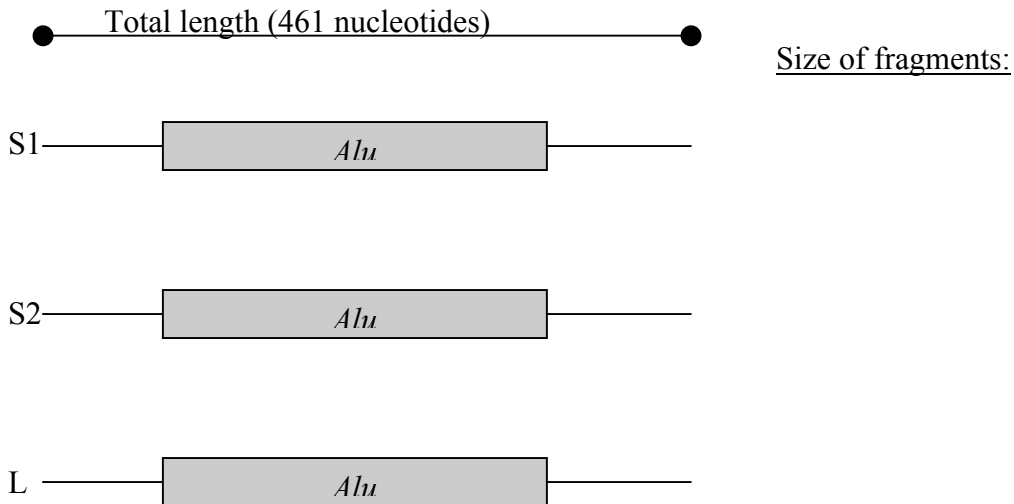 Total length (461 nucleotides)
Size of fragments:
S1 Alu
S2 Alu
L Alu